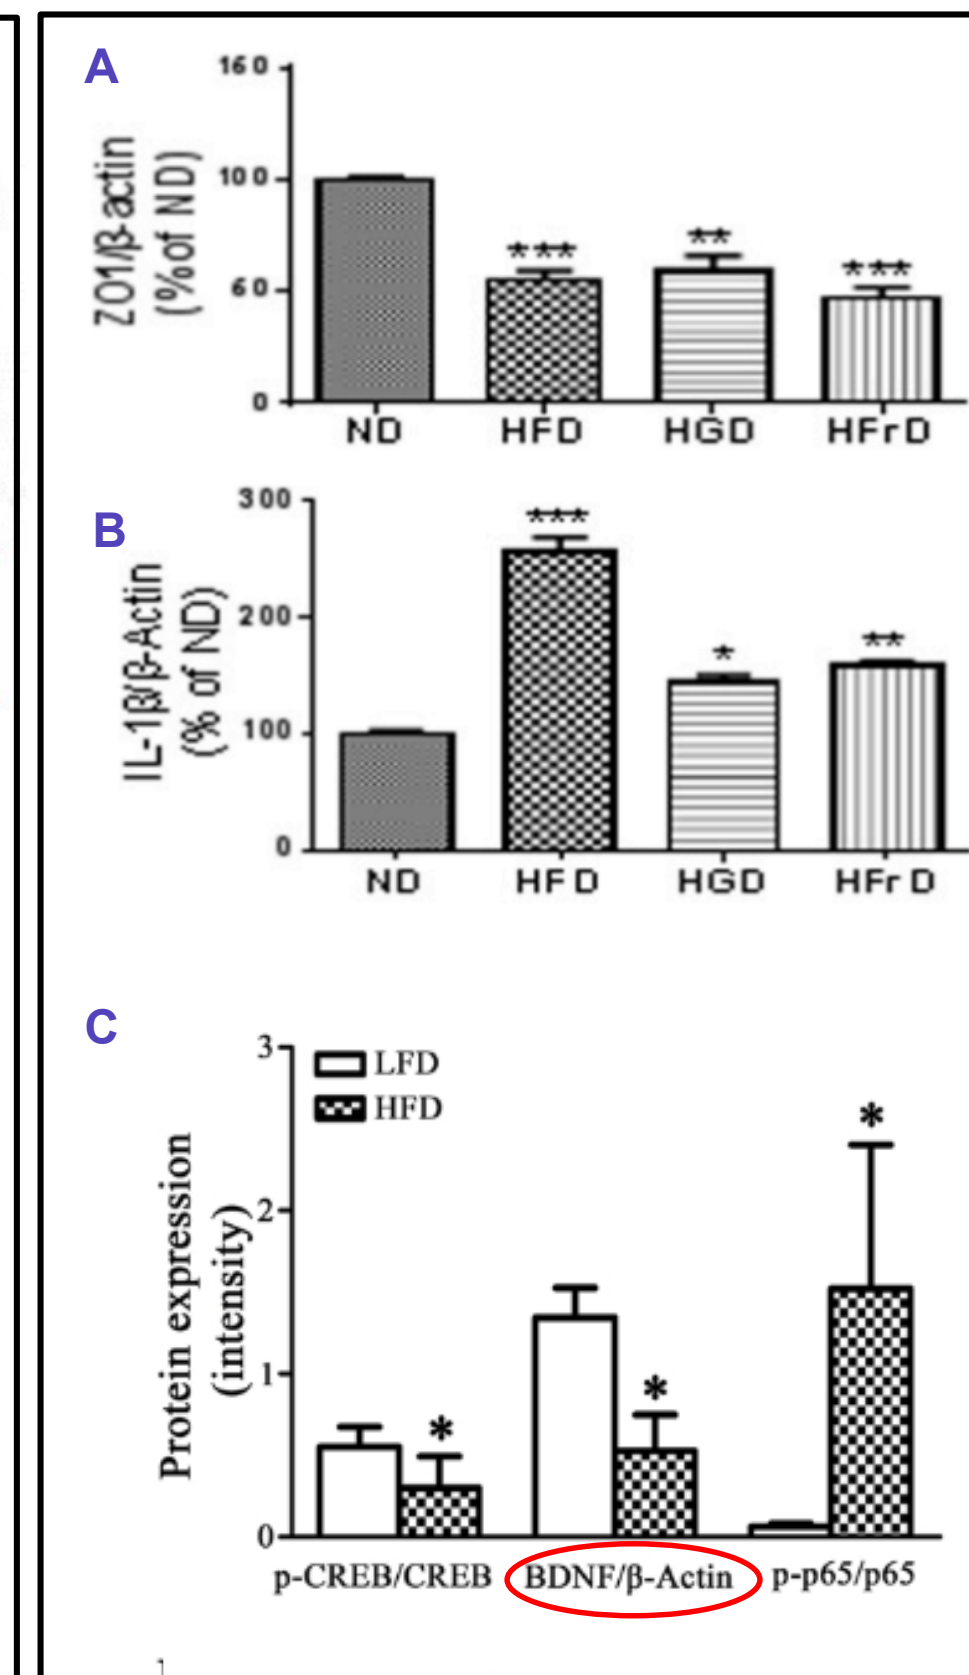 A
160
100
60
0
ZO1/β-actin
(%of ND)
***
**
***
ND HFD HGD HFrD
B
300
200
100
0
IL-1β/β-Actin
(% of ND)
***
*
**
ND HFD HGD HFrD
C
3
2
1
0
Protein expression
(intensity)
LFD
HFD
*
*
*
p-CREB/CREB BDNF/β-Actin p-p65/p65